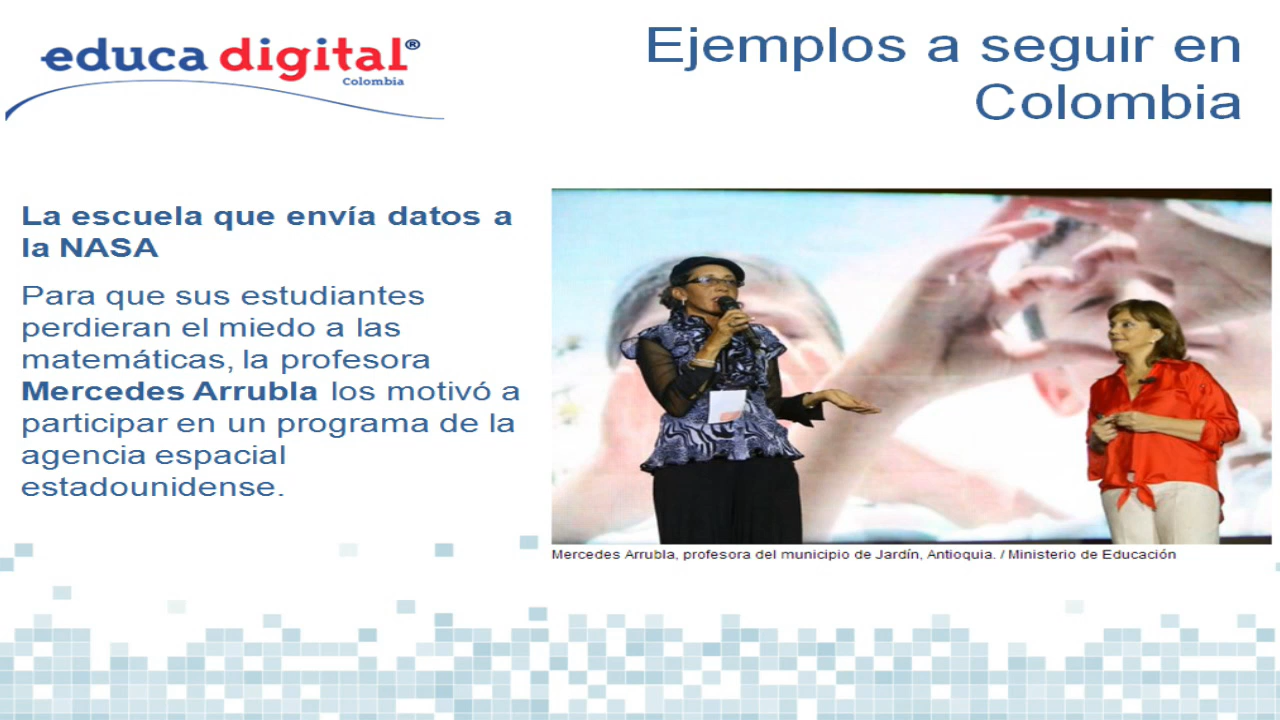 educa digital®
Colombia
Ejemplos a seguir en
Colombia
La escuela que envía datos a
la NASA
Para que sus estudiantes
perdieran el miedo a las
matemáticas, la profesora
Mercedes Arrubla los motivó a
participar en un programa de la
agencia espacial
estadounidense.
Mercedes Arrubla, profesora del municipio de Jardín, Antioquia. / Ministerio de Educación